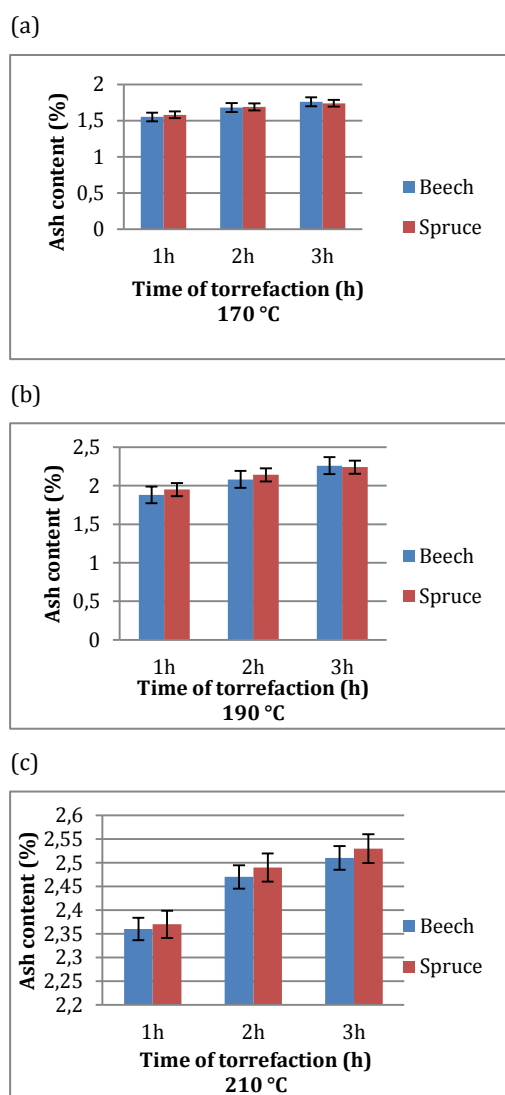 (a)
Ash content (%)
2
1,5
1
0,5
0
1h 2h 3h
Time of torrefaction (h)
170 °C
Beech
Spruce
(b)
Ash content (%)
2,5
2
1,5
1
0,5
0
1h 2h 3h
Time of torrefaction (h)
190 °C
Beech
Spruce
(c)
Ash content (%)
2,6
2,55
2,5
2,45
2,4
2,35
2,3
2,25
2,2
1h 2h 3h
Time of torrefaction (h)
210 °C
Beech
Spruce